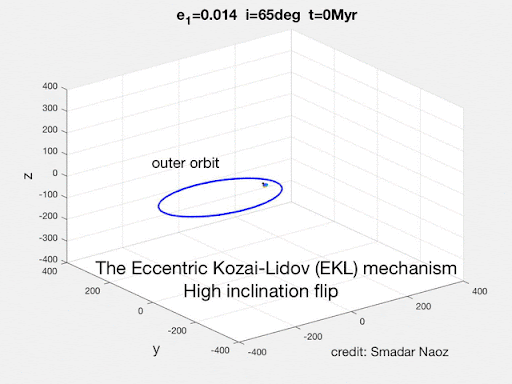 e1=0.014 i=65deg t=0Myr
400
300
200
100
0
-100
-200
-300
-400
z
outer orbit
The Eccentric Kozai-Lidov (EKL) mechanism
High inclination flip
400
200
0
-200
-400
y
-400
-200
0
200
400
credit: Smadar Naoz